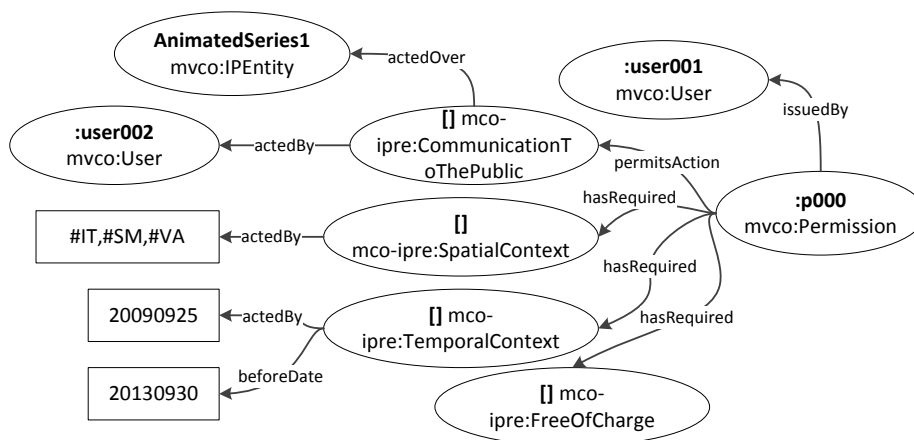 AnimatedSeries1
mvco:IPEntity
actedOver
:user001
mvco:User
issuedBy
:user002
mvco:User
actedBy
[] mco-
ipre:CommunicationT
oThePublic
permitsAction
:p000
mvco:Permission
hasRequired
#IT,#SM,#VA
actedBy
[]
mco-ipre:SpatialContext
hasRequired
20090925
actedBy
[] mco-
ipre:TemporalContext
hasRequired
beforeDate
20130930
[] mco-
ipre:FreeOfCharge